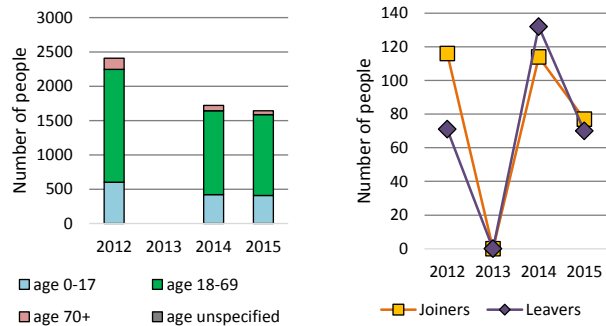 Number of people
3000
2500
2000
1500
1000
500
0
2012 2013 2014 2015
age 0-17 age 18-69
age 70+ age unspecified
Number of people
140
120
100
80
60
40
20
0
2012 2013 2014 2015
Joiners Leavers